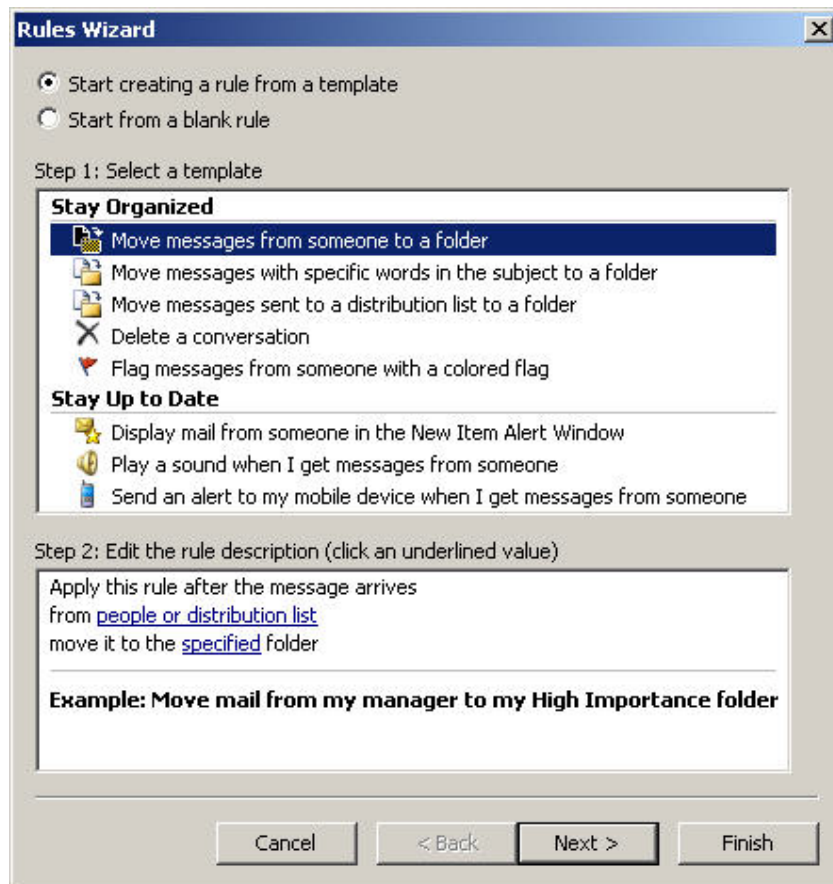 Rules Wizard
Start creating a rule from a template
Start from a blank rule
Step 1: Select a template
Stay Organized
Move messages from someone to a folder
Move messages with specific words in the subject to a folder
Move messages sent to a distribution list to a folder
Delete a conversation
Flag messages from someone with a colored flag
Stay Up to Date
Display mail from someone in the New Item Alert Window
Play a sound when I get messages from someone
Send an alert to my mobile device when I get messages from someone
Step 2: Edit the rule description (click an underlined value)
Apply this rule after the message arrives
from people or distribution list
move it to the specified folder
Example: Move mail from my manager to my High Importance folder
Cancel < Back Next > Finish